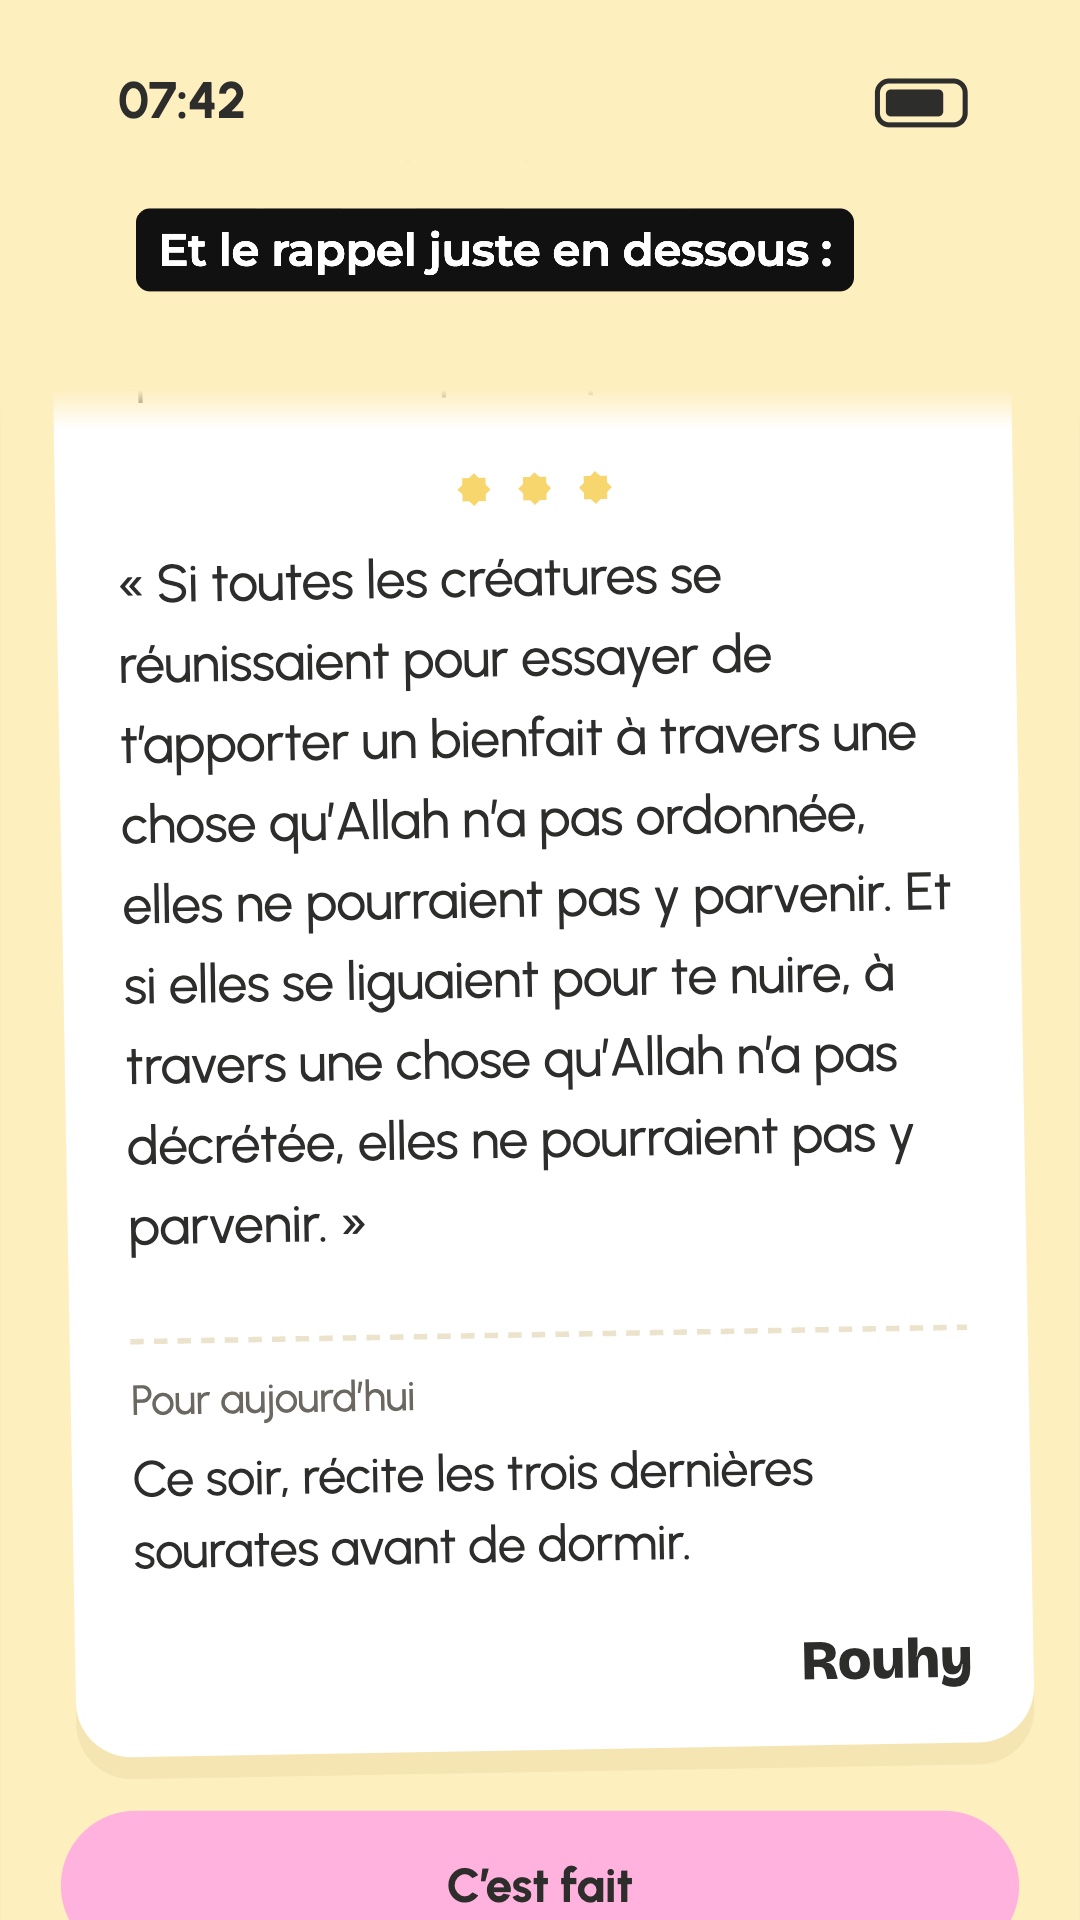 07:42
Et le rappel juste en dessous :
« Si toutes les créatures se
réunissaient pour essayer de
t’apporter un bienfait à travers une
chose qu’Allah n’a pas ordonnée,
elles ne pourraient pas y parvenir. Et
si elles se liguaient pour te nuire, à
travers une chose qu’Allah n’a pas
décrétée, elles ne pourraient pas y
parvenir. »
Pour aujourd’hui
Ce soir, récite les trois dernières
sourates avant de dormir.
Rouhy
C’est fait